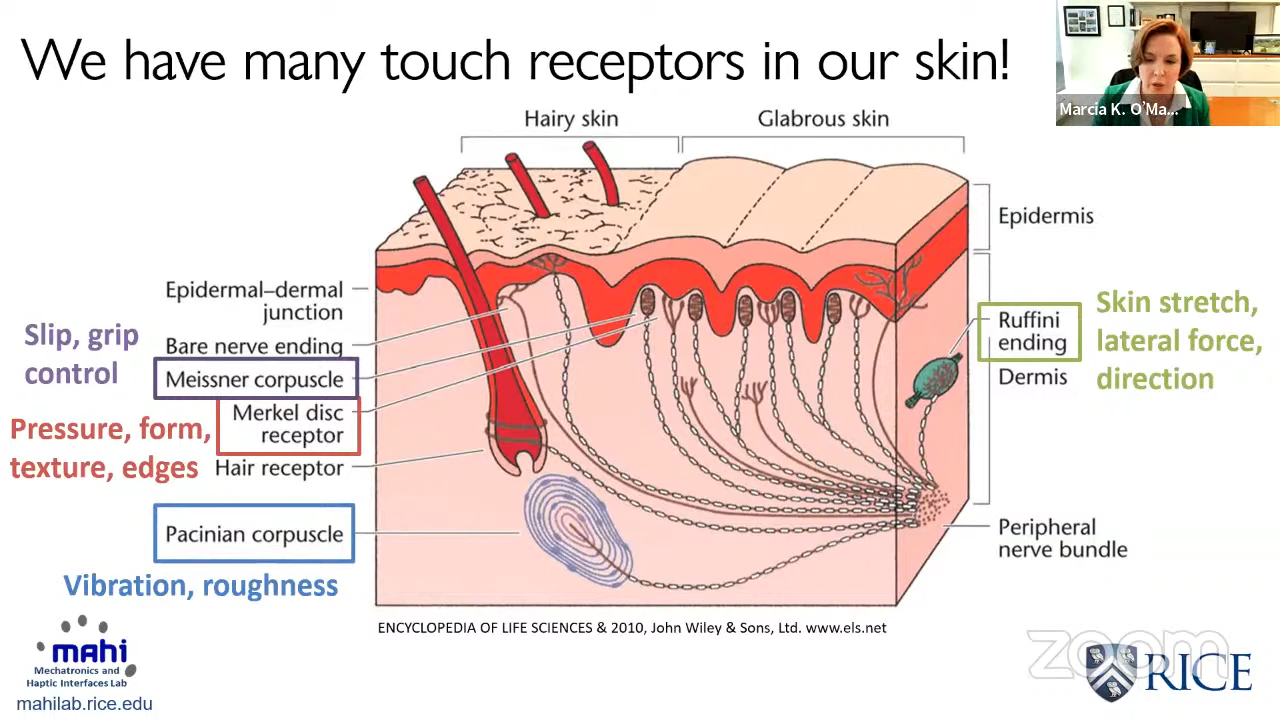 We have many touch receptors in our skin!
Marcia K. O'Ma...
Hairy skin
Glabrous skin
Epidermis
Epidermal–dermal
junction
Bare nerve ending
Slip, grip
control
Meissner corpuscle
Merkel disc
receptor
Pressure, form,
texture, edges
Hair receptor
Pacinian corpuscle
Vibration, roughness
Ruffini
ending
Skin stretch,
lateral force,
direction
Dermis
Peripheral
nerve bundle
ENCYCLOPEDIA OF LIFE SCIENCES & 2010, John Wiley & Sons, Ltd. www.els.net
mahi
Mechatronics and
Haptic Interfaces Lab
mahilab.rice.edu
zoom
RICE